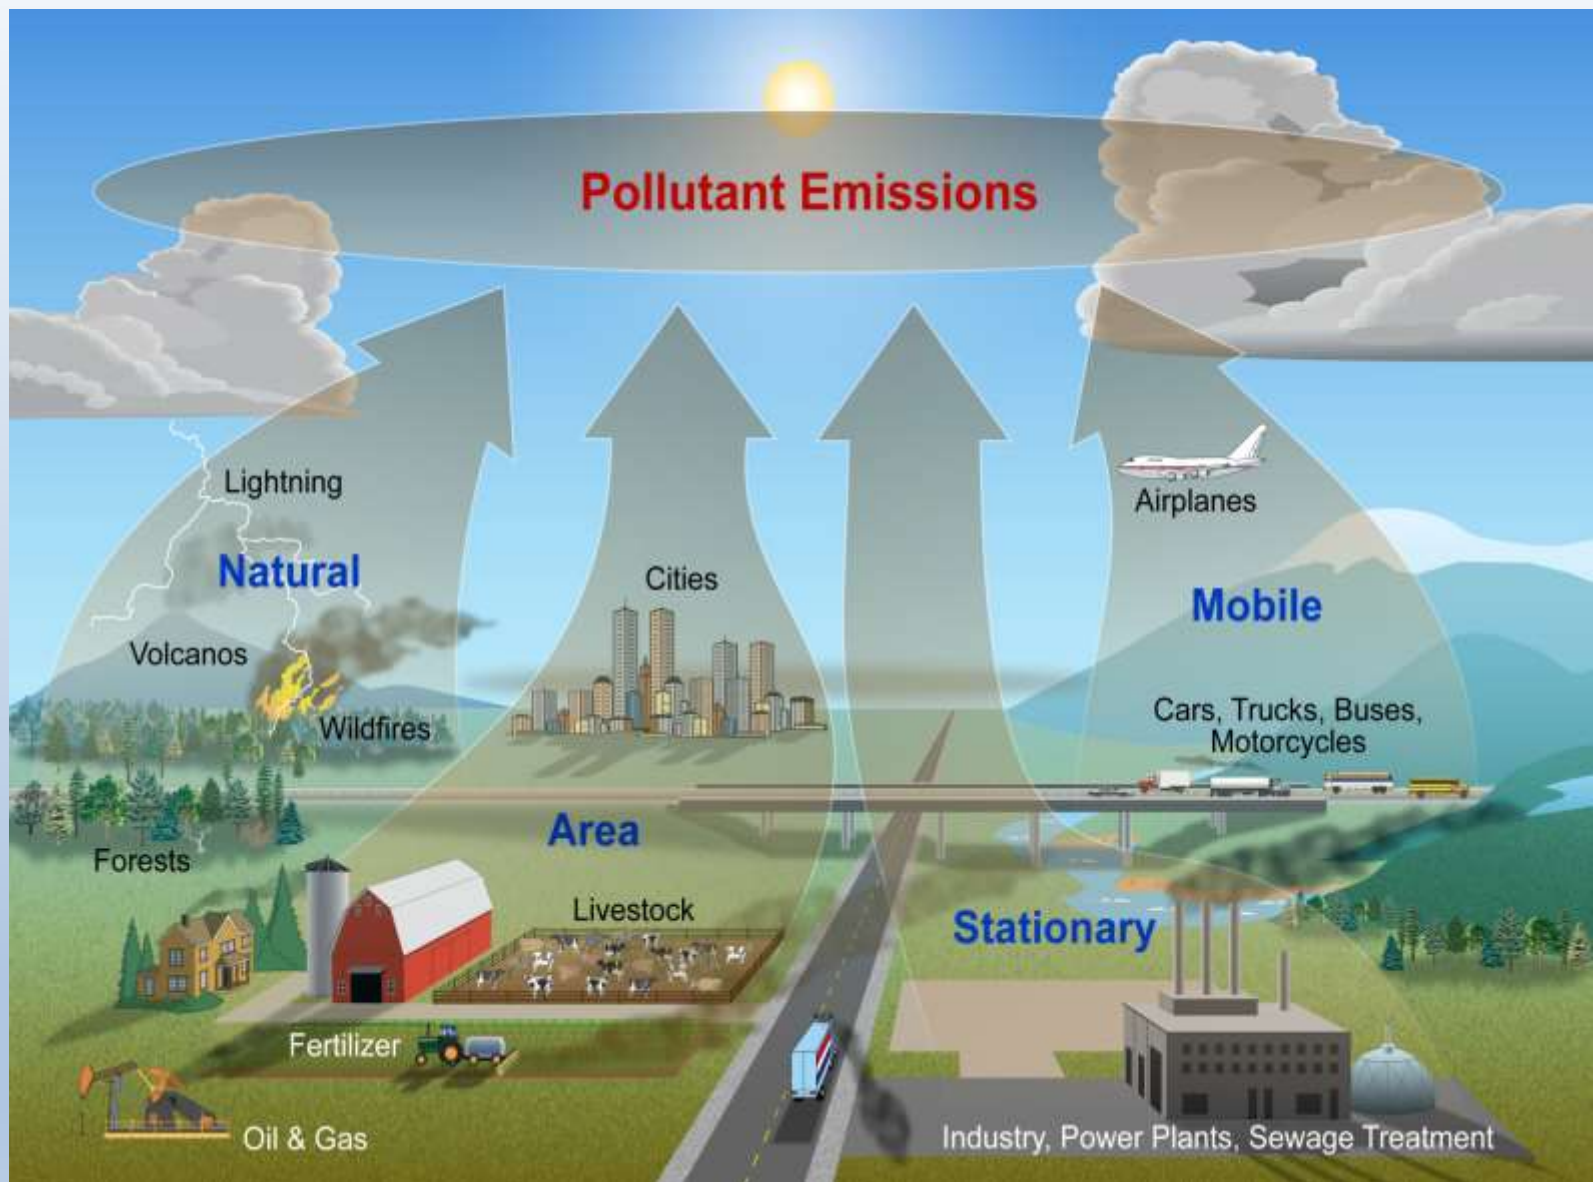 Pollutant Emissions
Lightning
Natural
Volcanos
Wildfires
Forests
Cities
Area
Livestock
Fertilizer
Oil & Gas
Airplanes
Mobile
Cars, Trucks, Buses,
Motorcycles
Stationary
Industry, Power Plants, Sewage Treatment